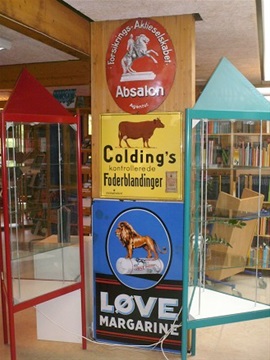 Forsikrings-Aktieselskabet
Absalon
Colding's
kontrollerede
Foderblandinger
LØVE
MARGARINE